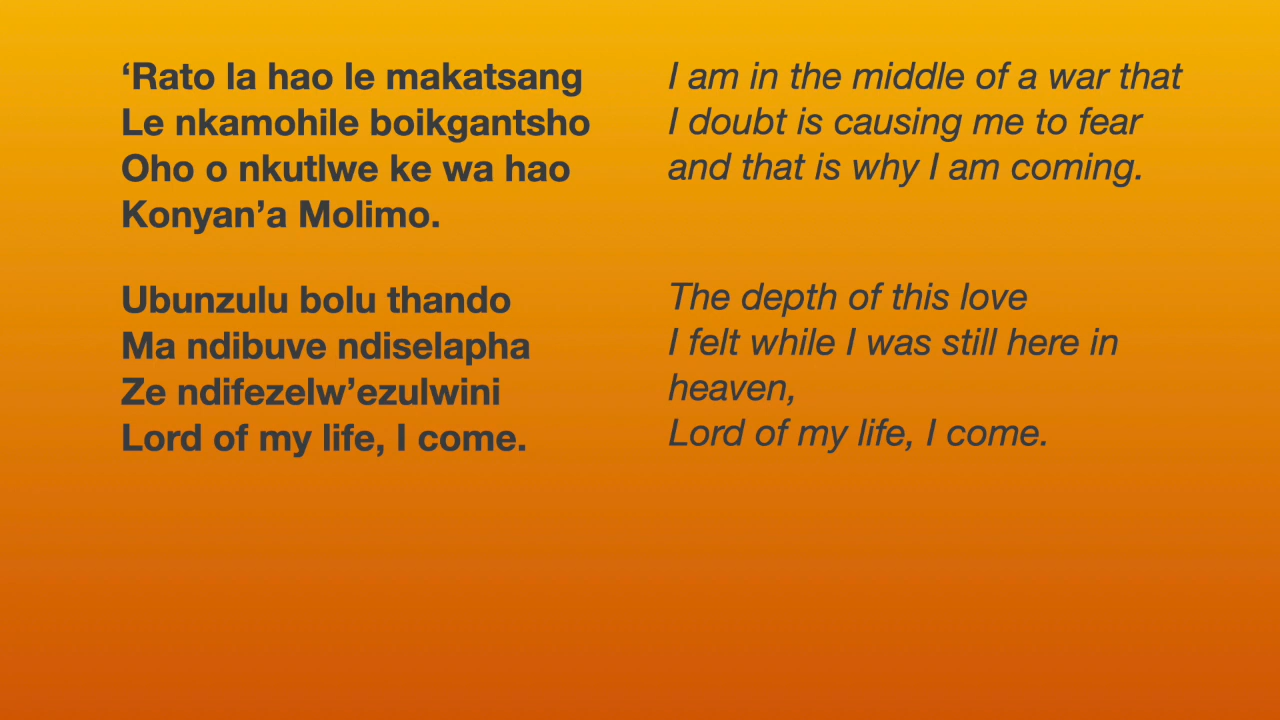 ‘Rato la hao le makatsang
Le nkamohile boikgantsho
Oho o nkutlwe ke wa hao
Konyan’a Molimo.
Ubunzulu bolu thando
Ma ndibuve ndiselapha
Ze ndifezelw’ezulwini
Lord of my life, I come.
I am in the middle of a war that
I doubt is causing me to fear
and that is why I am coming.
The depth of this love
I felt while I was still here in
heaven,
Lord of my life, I come.